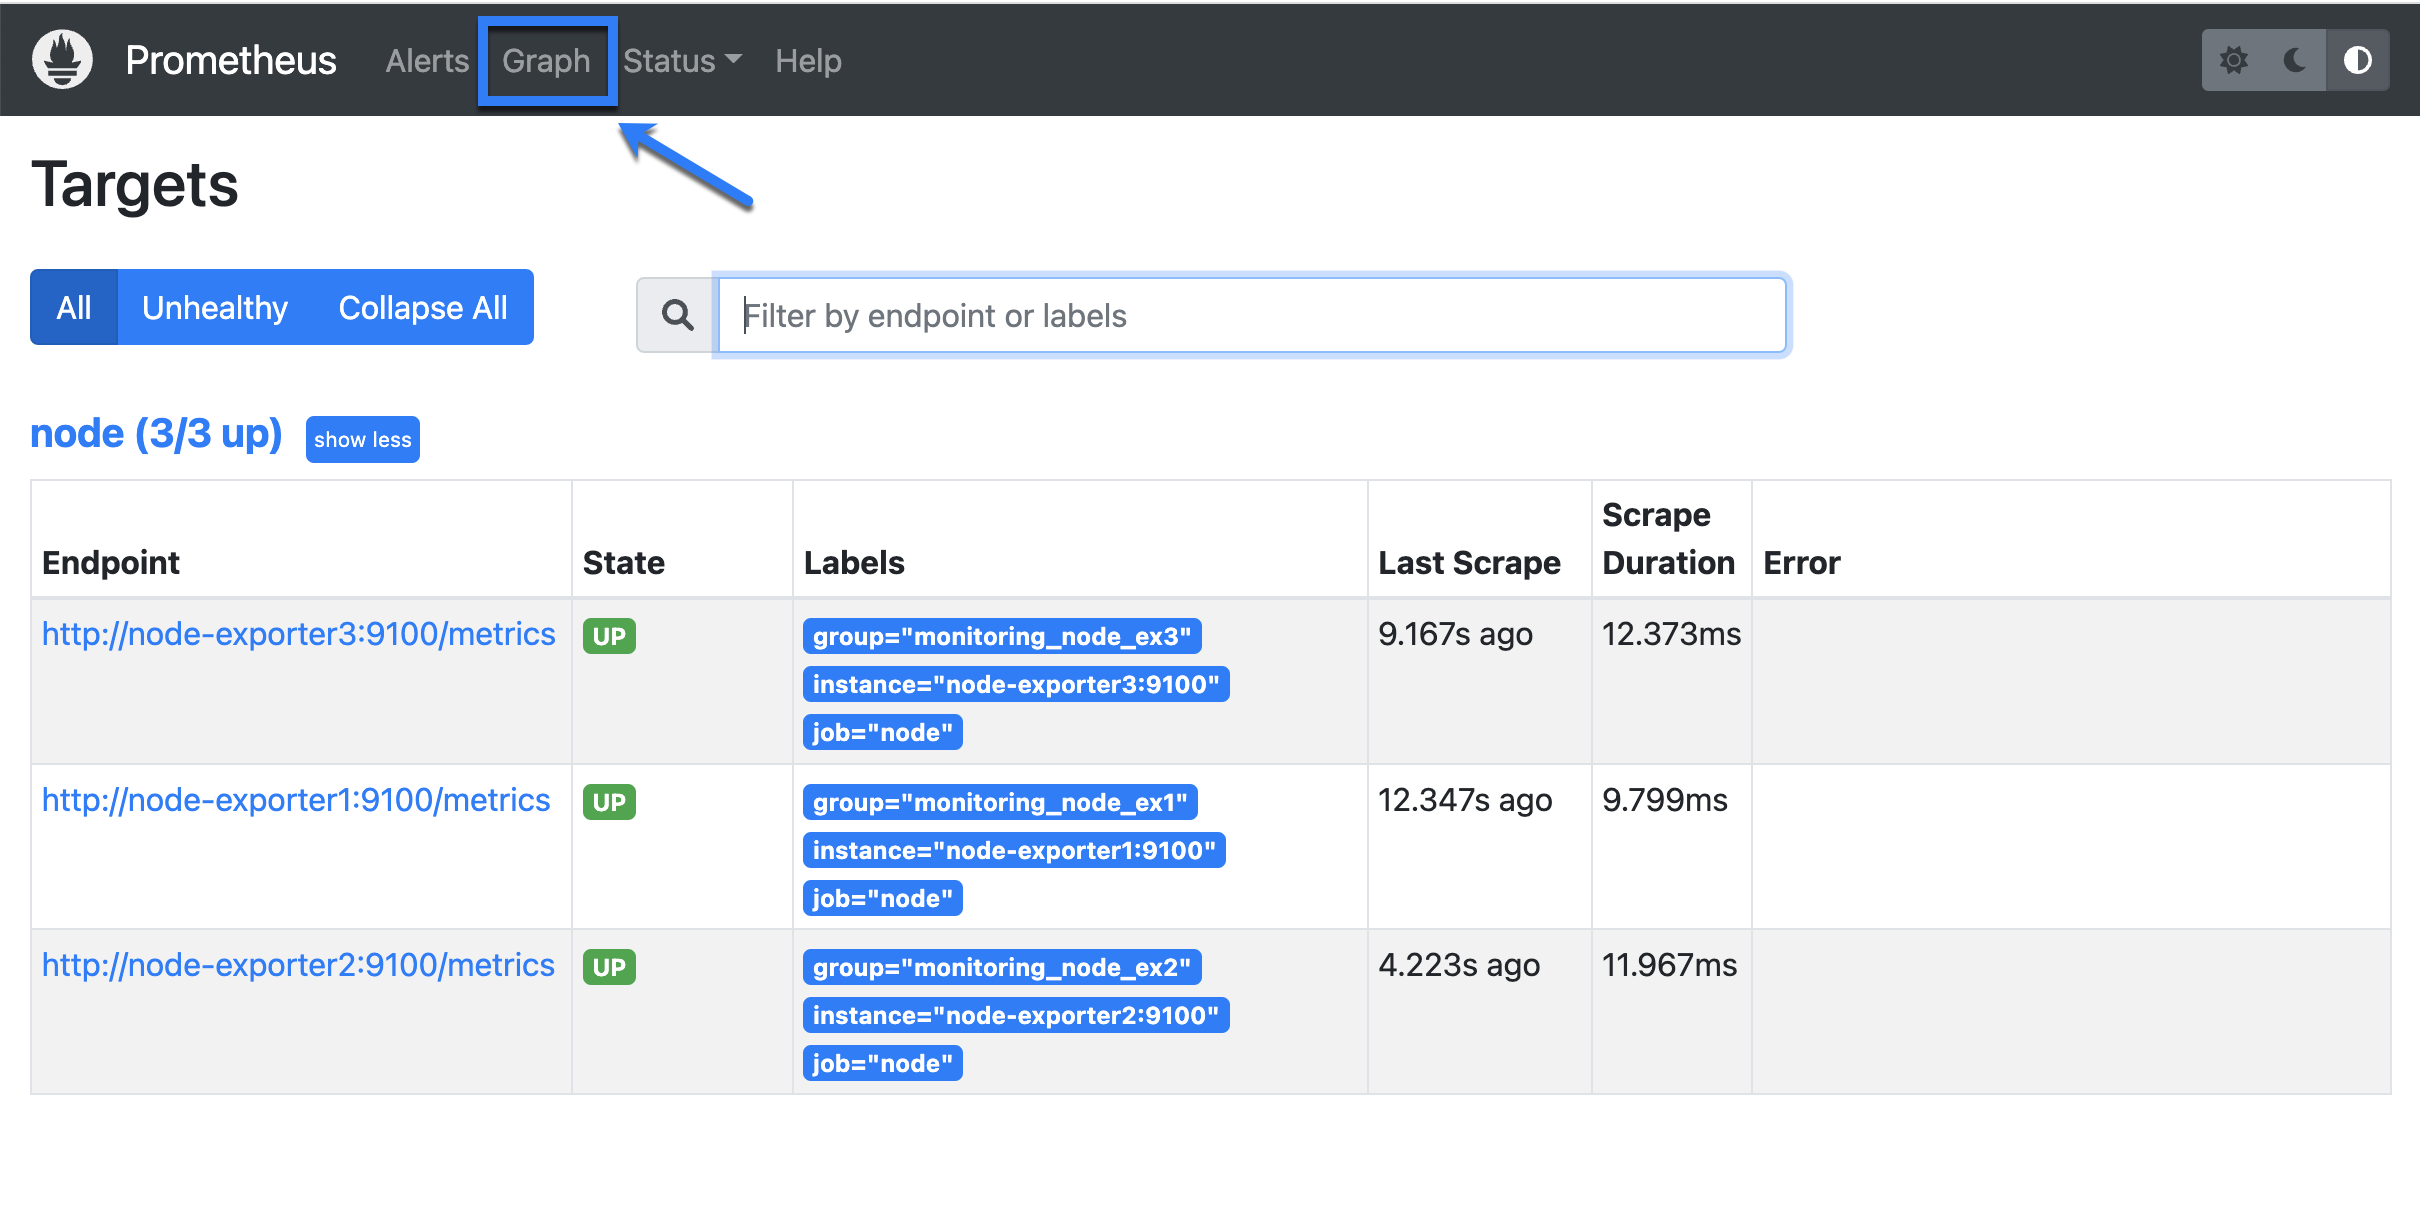 Prometheus Alerts Graph Status Help
Targets
All Unhealthy Collapse All
Filter by endpoint or labels
node (3/3 up) show less
Endpoint State Labels Last Scrape Scrape Duration Error
http://node-exporter3:9100/metrics UP group="monitoring_node_ex3" 9.167s ago 12.373ms
instance="node-exporter3:9100"
job="node"
http://node-exporter1:9100/metrics UP group="monitoring_node_ex1" 12.347s ago 9.799ms
instance="node-exporter1:9100"
job="node"
http://node-exporter2:9100/metrics UP group="monitoring_node_ex2" 4.223s ago 11.967ms
instance="node-exporter2:9100"
job="node"